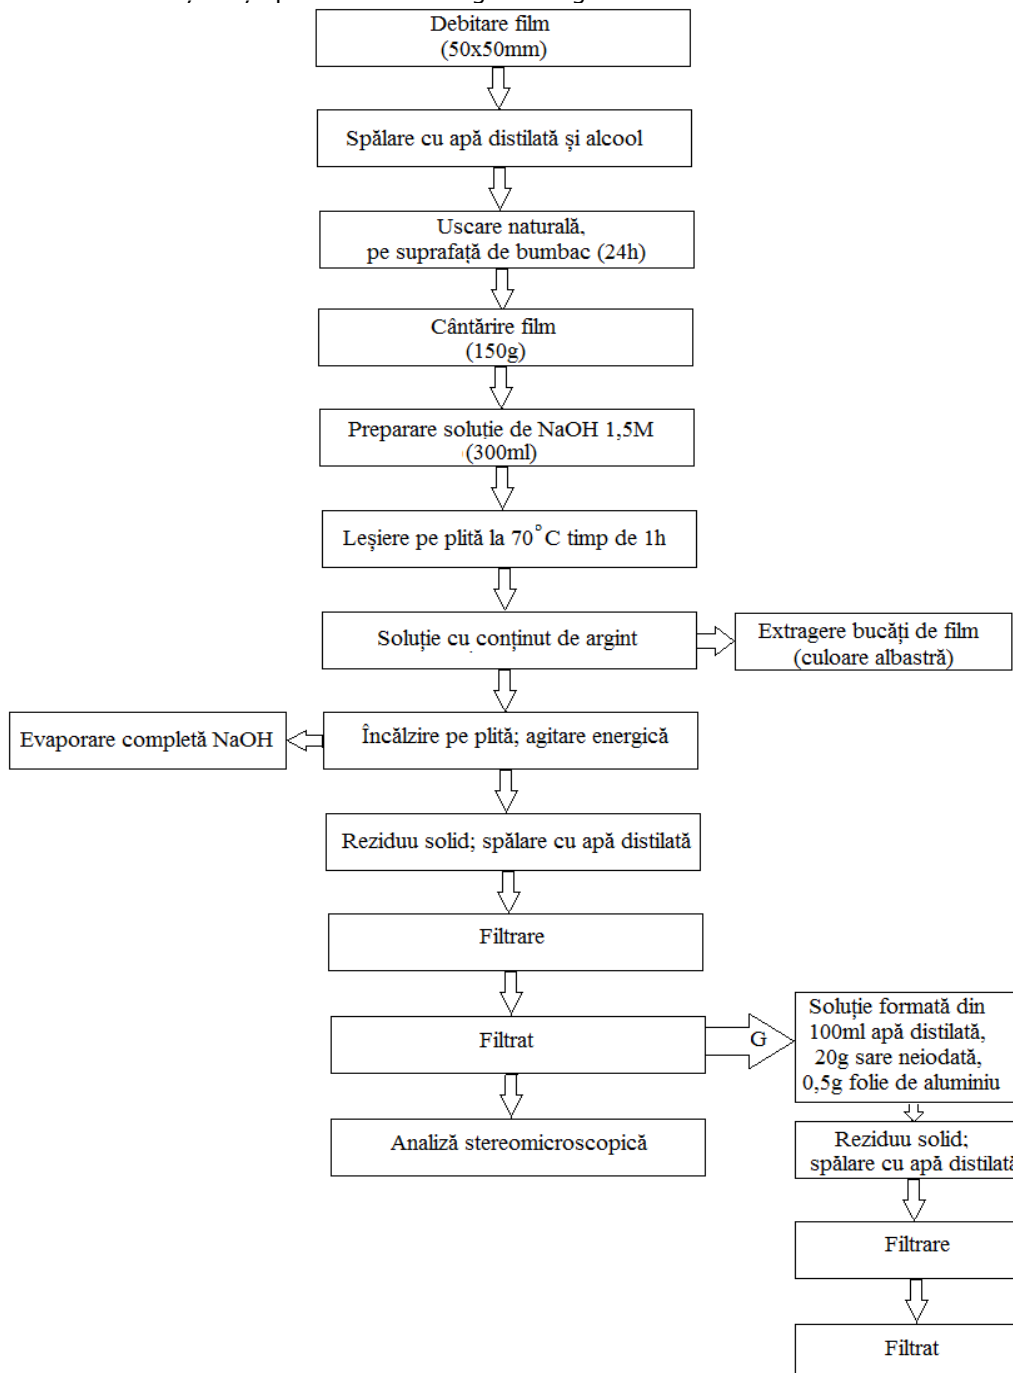 Debitare film
(50x50mm)
Spălare cu apă distilată și alcool
Uscare naturală,
pe suprafață de bumbac (24h)
Cântărire film
(150g)
Preparare soluție de NaOH 1,5M
(300ml)
Leșiere pe plită la 70°C timp de 1h
Soluție cu conținut de argint
Extragere bucăți de film
(culoare albastră)
Încălzire pe plită; agitare energică
Evaporare completă NaOH
Reziduu solid; spălare cu apă distilată
Filtrare
Filtrat
G
Soluție formată din
100ml apă distilată,
20g sare neiodată,
0,5g folie de aluminiu
Analiză stereomicroscopică
Reziduu solid;
spălare cu apă distilată
Filtrare
Filtrat